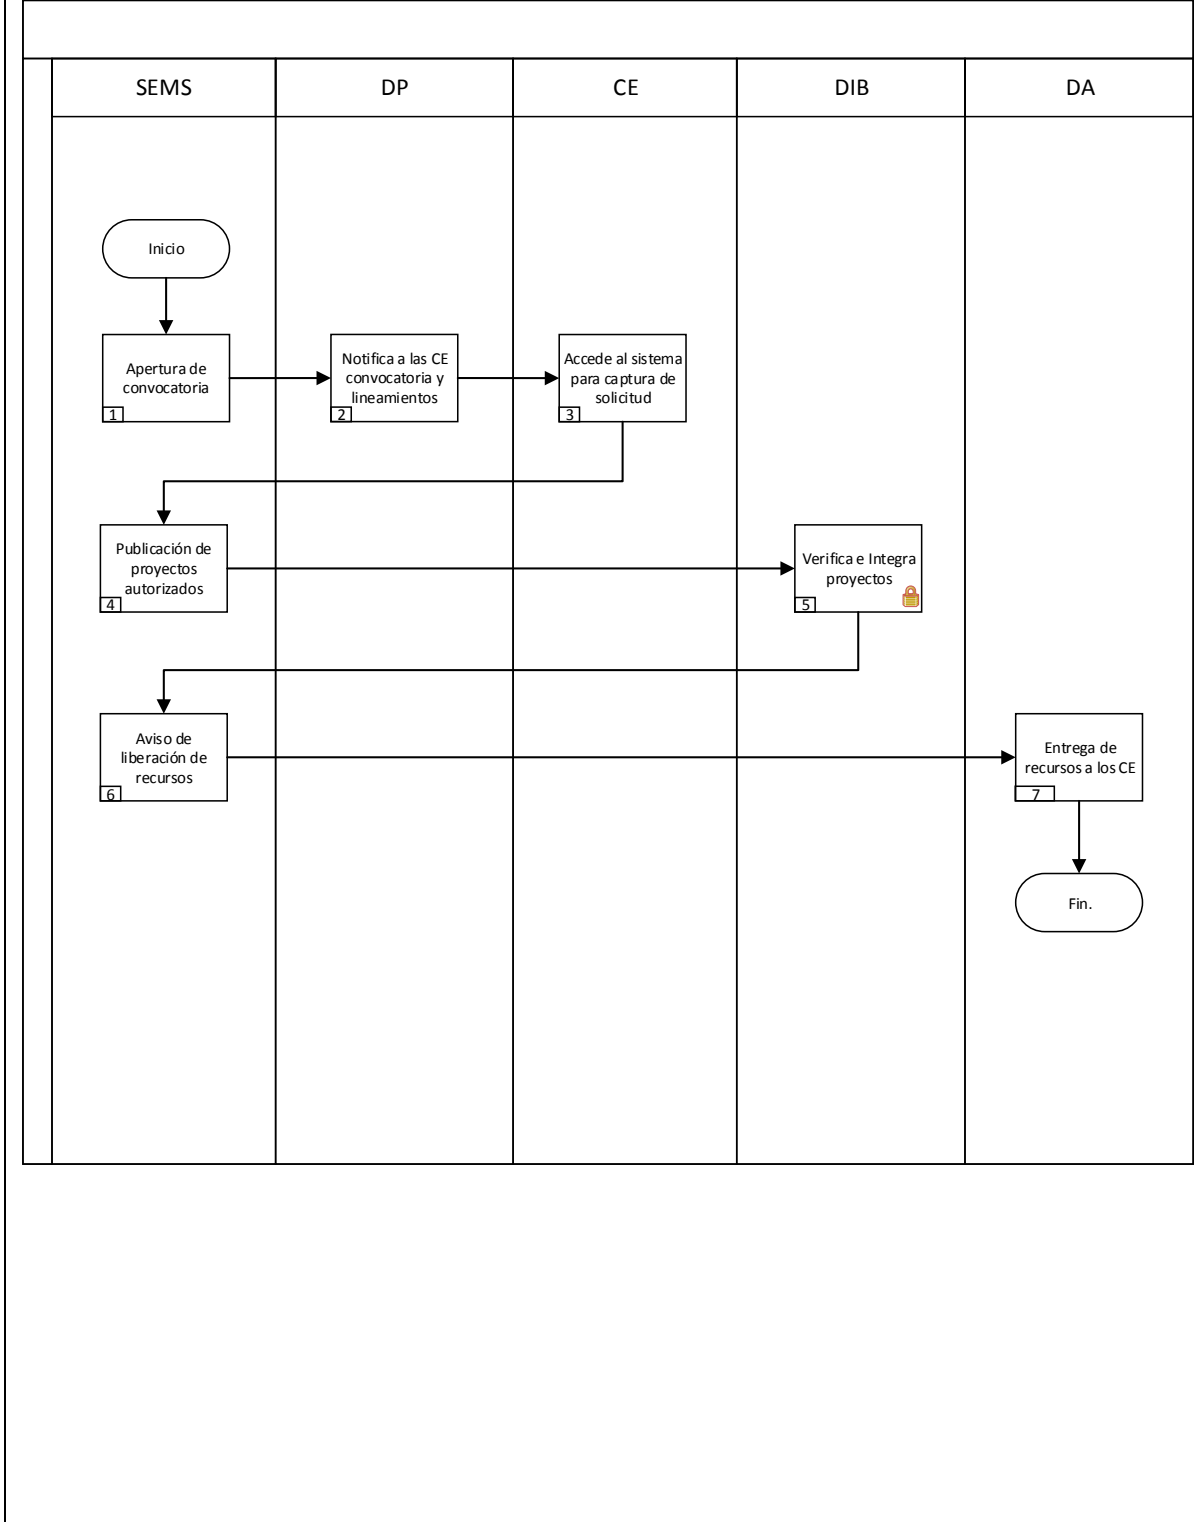 SEMS
DP
CE
DIB
DA
Inicio
Apertura de
convocatoria
1
Notifica a las CE
convocatoria y
lineamientos
2
Accede al sistema
para captura de
solicitud
3
Publicación de
proyectos
autorizados
4
Verifica e Integra
proyectos
5
Aviso de
liberación de
recursos
6
Entrega de
recursos a los CE
7
Fin.